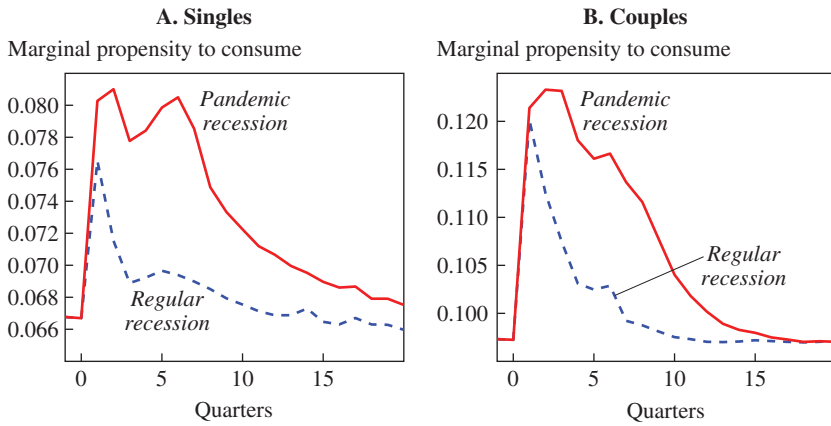 A. Singles
Marginal propensity to consume
0.080
0.078
0.076
0.074
0.072
0.070
0.068
0.066
Pandemic
recession
Regular
recession
0
5
10
15
Quarters
B. Couples
Marginal propensity to consume
0.120
0.115
0.110
0.105
0.100
Pandemic
recession
Regular
recession
0
5
10
15
Quarters